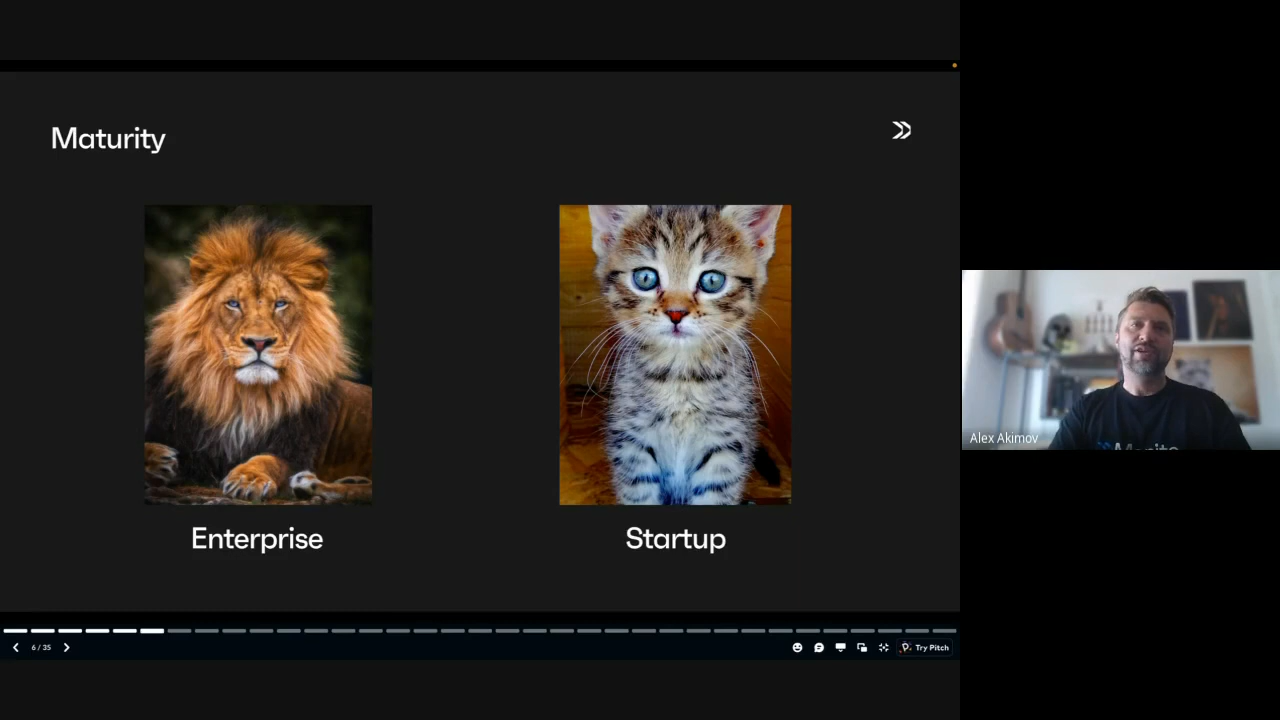 Maturity
Enterprise
Startup
Alex Akimov
6 / 35
Try Pitch